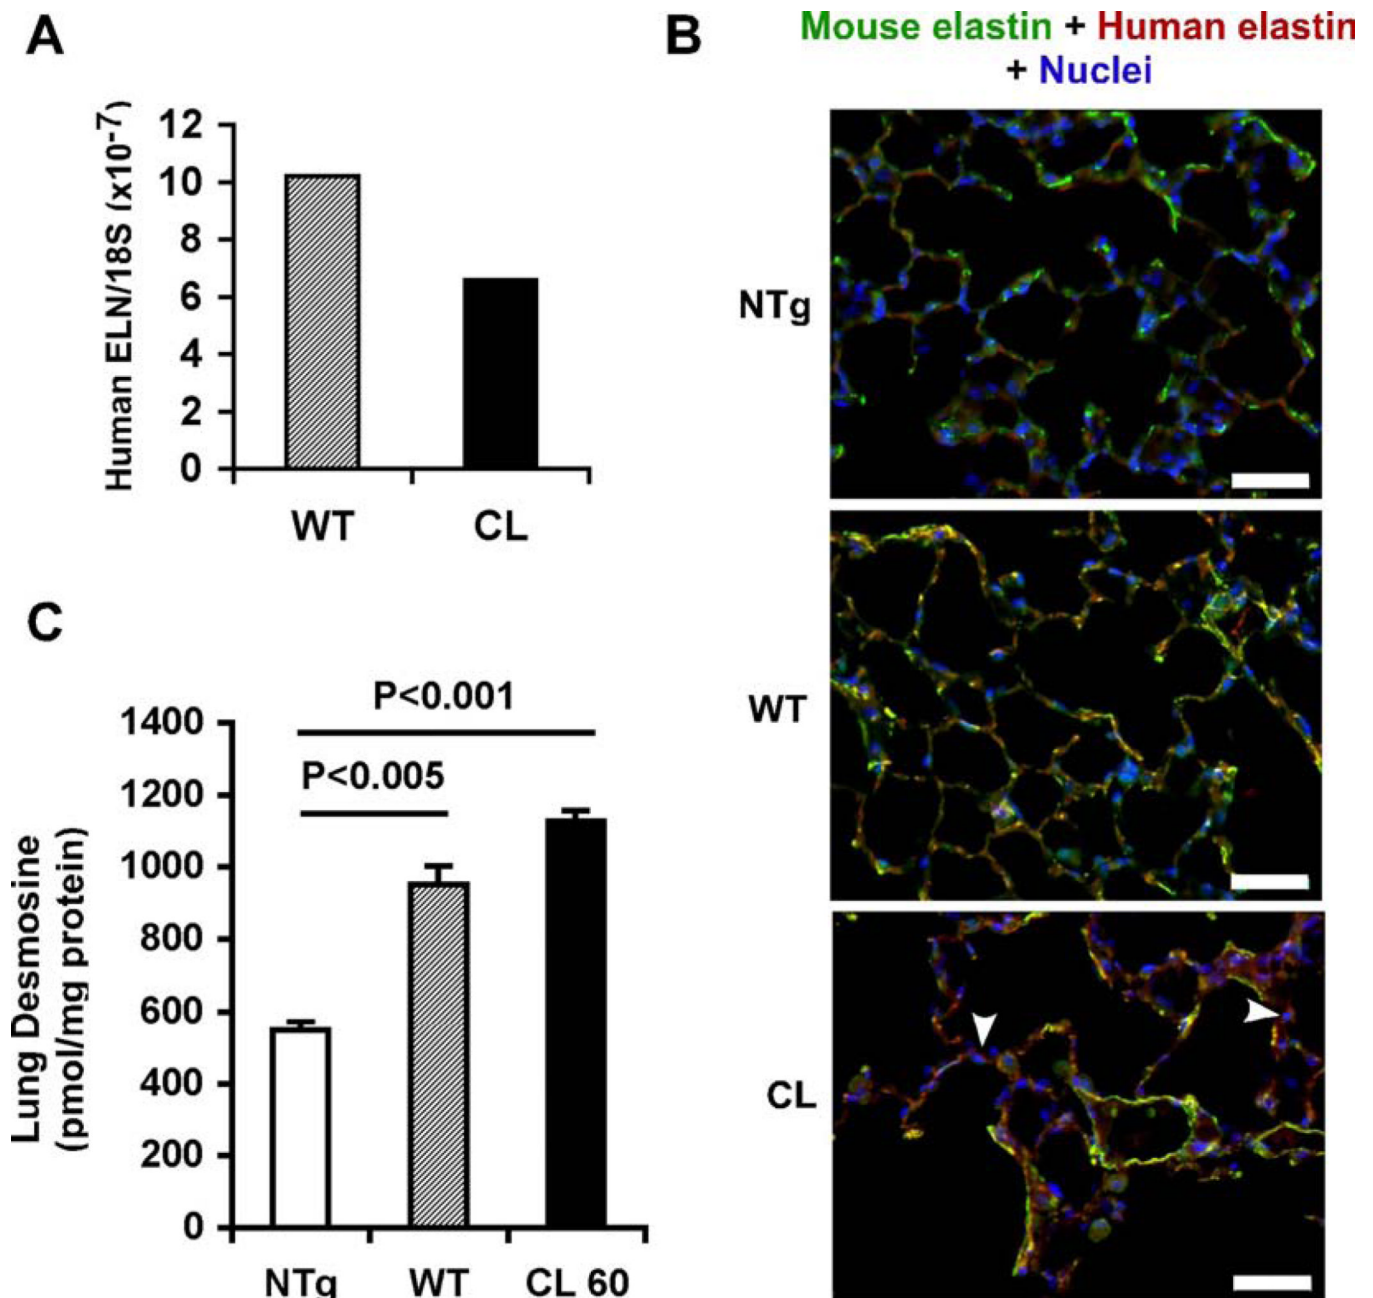 A
Human ELN/18S (x10-7)
12
10
8
6
4
2
0
WT
CL
B
Mouse elastin + Human elastin
+ Nuclei
NTg
WT
CL
C
Lung Desmosine
(pmol/mg protein)
1400
1200
1000
800
600
400
200
0
P<0.001
P<0.005
NTg
WT
CL 60